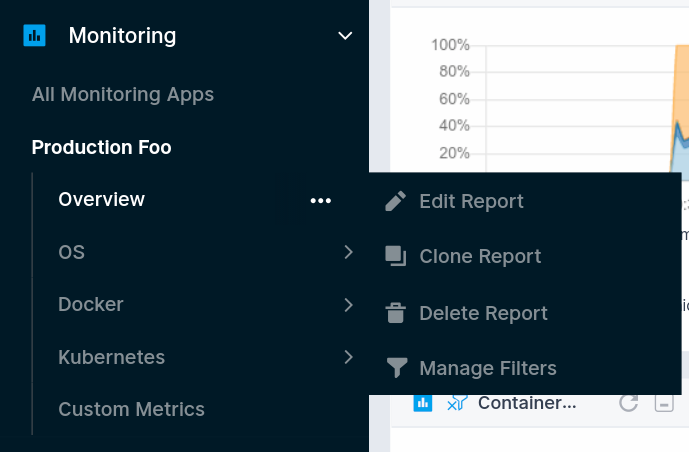 Monitoring
All Monitoring Apps
Production Foo
Overview
OS
Docker
Kubernetes
Custom Metrics
100%
80%
60%
40%
20%
Edit Report
Clone Report
Delete Report
Manage Filters
Container...